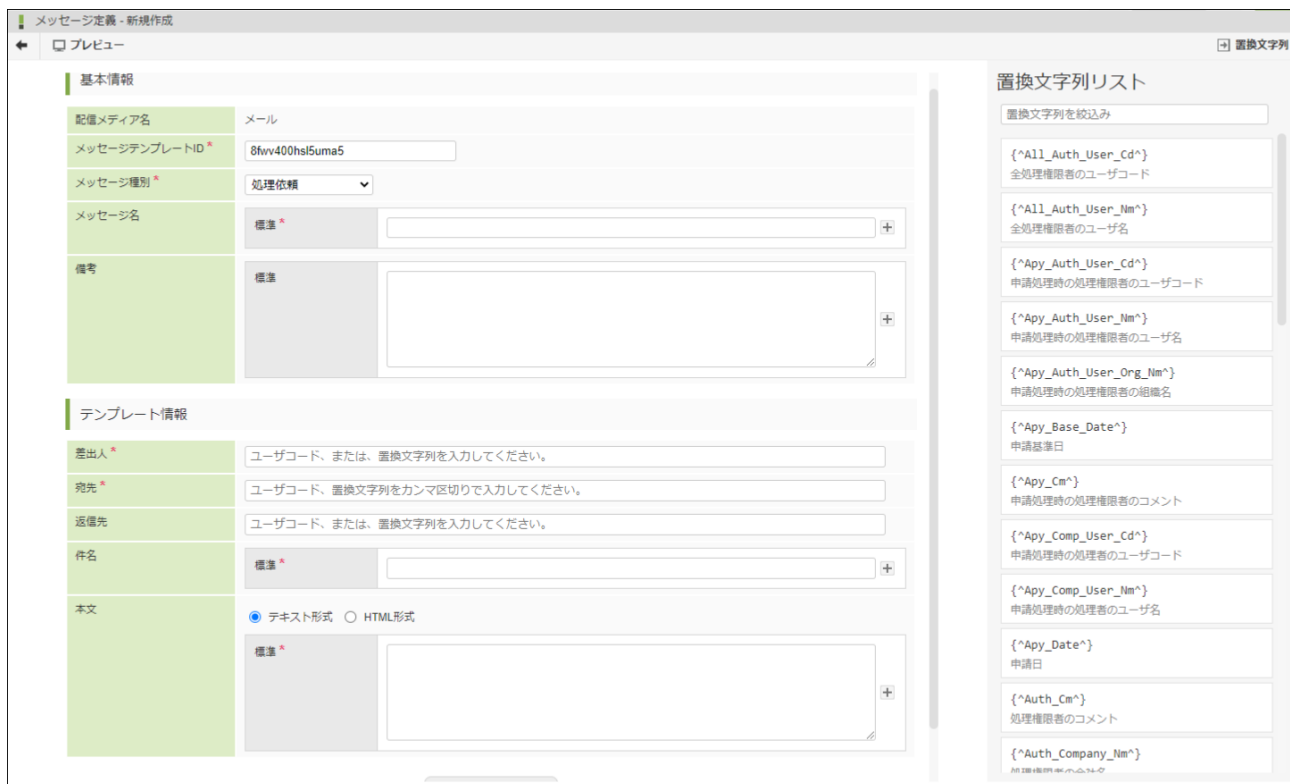 メッセージ定義 - 新規作成
プレビュー
置換文字列
基本情報
配信メディア名
メール
メッセージテンプレートID *
8fwv400hsl5uma5
メッセージ種別 *
処理依頼
メッセージ名
標準 *
備考
標準
テンプレート情報
差出人 *
ユーザコード、または、置換文字列を入力してください。
宛先 *
ユーザコード、置換文字列をカンマ区切りで入力してください。
返信先
ユーザコード、または、置換文字列を入力してください。
件名
標準 *
本文
テキスト形式 HTML形式
標準 *
置換文字列リスト
置換文字列を絞込み
{^All_Auth_User_Cd^}
全処理権限者のユーザコード
{^All_Auth_User_Nm^}
全処理権限者のユーザ名
{^Apy_Auth_User_Cd^}
申請処理時の処理権限者のユーザコード
{^Apy_Auth_User_Nm^}
申請処理時の処理権限者のユーザ名
{^Apy_Auth_User_Org_Nm^}
申請処理時の処理権限者の組織名
{^Apy_Base_Date^}
申請基準日
{^Apy_Cm^}
申請処理時の処理権限者のコメント
{^Apy_Comp_User_Cd^}
申請処理時の処理者のユーザコード
{^Apy_Comp_User_Nm^}
申請処理時の処理者のユーザ名
{^Apy_Date^}
申請日
{^Auth_Cm^}
処理権限者のコメント
{^Auth_Company_Nm^}
処理権限者の会社名